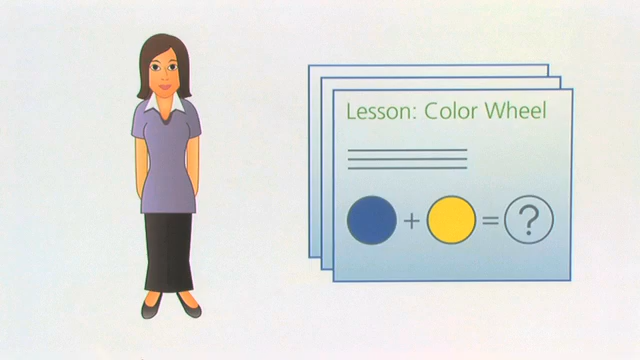 Lesson: Color Wheel
+ = ?